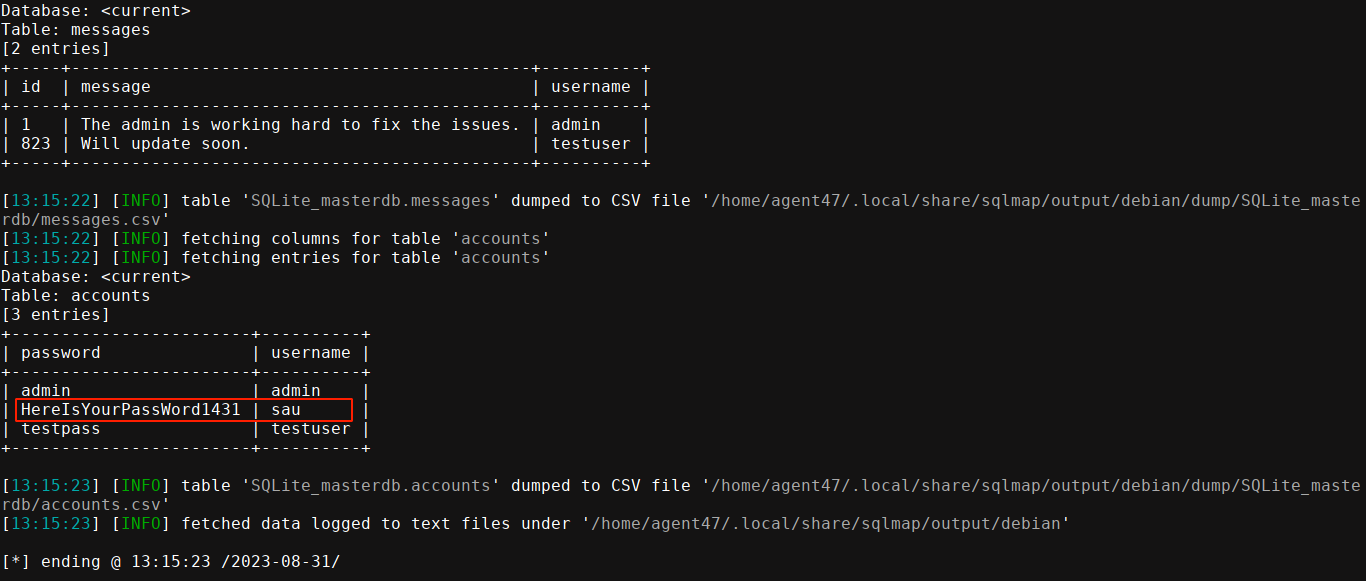 Database: <current>
Table: messages
[2 entries]
+-----+----------------------------------------------+----------+
| id  | message                                      | username |
+-----+----------------------------------------------+----------+
| 1   | The admin is working hard to fix the issues. | admin    |
| 823 | Will update soon.                            | testuser |
+-----+----------------------------------------------+----------+

[13:15:22] [INFO] table 'SQLite_masterdb.messages' dumped to CSV file '/home/agent47/.local/share/sqlmap/output/debian/dump/SQLite_maste
rdb/messages.csv'
[13:15:22] [INFO] fetching columns for table 'accounts'
[13:15:22] [INFO] fetching entries for table 'accounts'
Database: <current>
Table: accounts
[3 entries]
+------------------------+----------+
| password               | username |
+------------------------+----------+
| admin                  | admin    |
| HereIsYourPassWord1431 | sau      |
| testpass               | testuser |
+------------------------+----------+

[13:15:23] [INFO] table 'SQLite_masterdb.accounts' dumped to CSV file '/home/agent47/.local/share/sqlmap/output/debian/dump/SQLite_maste
rdb/accounts.csv'
[13:15:23] [INFO] fetched data logged to text files under '/home/agent47/.local/share/sqlmap/output/debian'

[*] ending @ 13:15:23 /2023-08-31/